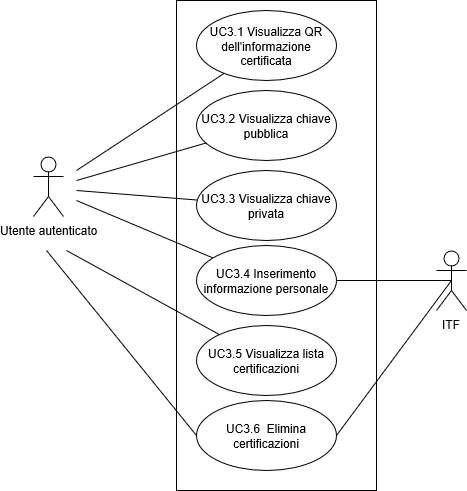 UC3.1 Visualizza QR
dell'informazione
certificata
UC3.2 Visualizza chiave
pubblica
UC3.3 Visualizza chiave
privata
Utente autenticato
UC3.4 Inserimento
informazione personale
ITF
UC3.5 Visualizza lista
certificazioni
UC3.6 Elimina
certificazioni